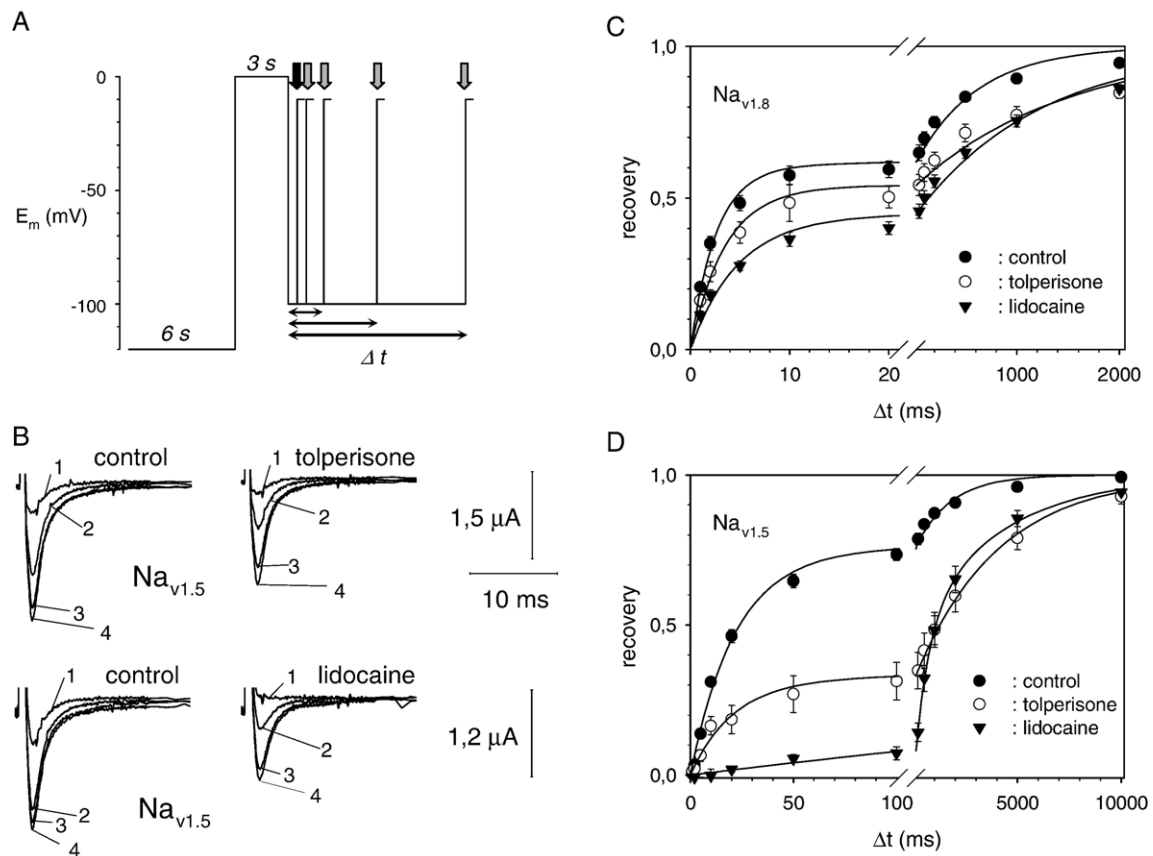 A
3 s
0
-50
E_m (mV)
-100
6 s
Δ t
B
control
tolperisone
1
1
2
2
3
3
4
4
1,5 μA
10 ms
Na_v1.5
control
lidocaine
1
1
2
2
3
3
4
4
1,2 μA
Na_v1.5
C
1,0
Na_v1.8
recovery
0,5
: control
: tolperisone
: lidocaine
0,0
0 10 20 1000 2000
Δt (ms)
D
1,0
Na_v1.5
recovery
0,5
: control
: tolperisone
: lidocaine
0,0
0 50 100 5000 10000
Δt (ms)